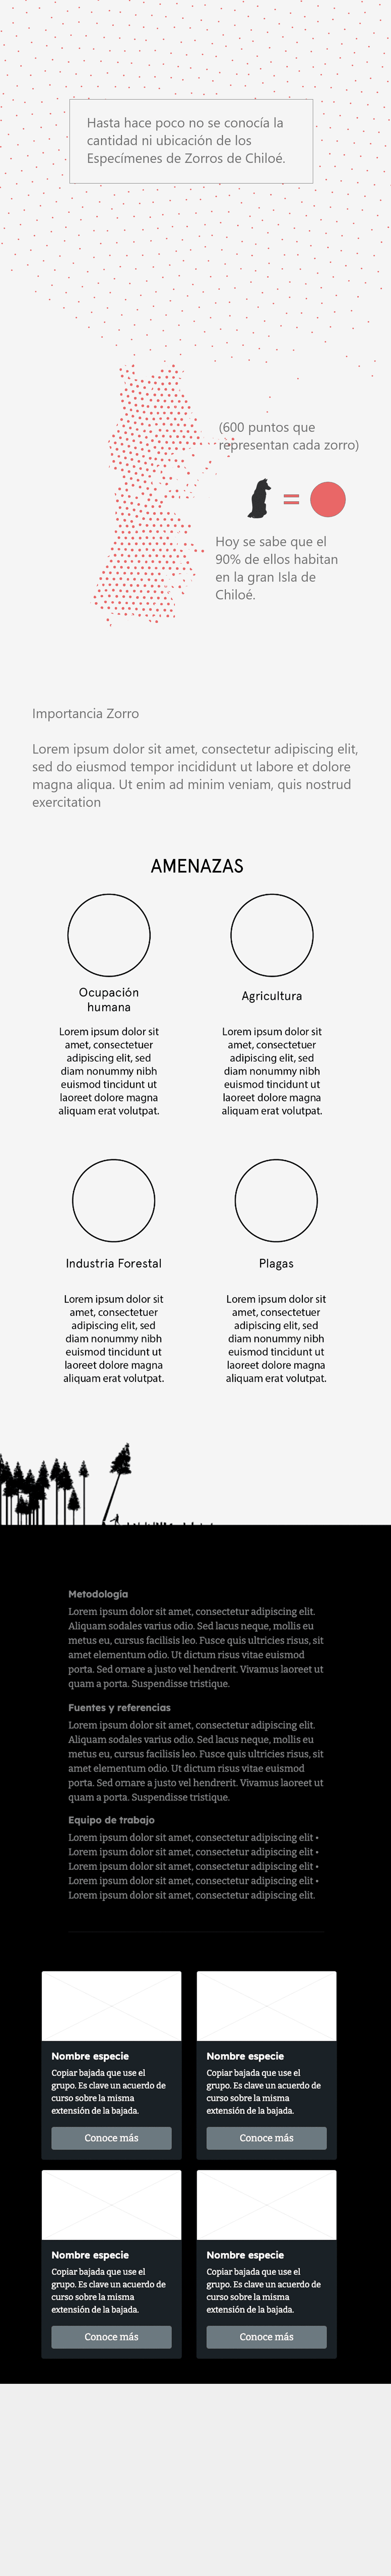 Hasta hace poco no se conocía la
cantidad ni ubicación de los
Especímenes de Zorros de Chiloé.
(600 puntos que
representan cada zorro)
=
Hoy se sabe que el
90% de ellos habitan
en la gran Isla de
Chiloé.
Importancia Zorro
Lorem ipsum dolor sit amet, consectetur adipiscing elit,
sed do eiusmod tempor incididunt ut labore et dolore
magna aliqua. Ut enim ad minim veniam, quis nostrud
exercitation
AMENAZAS
Ocupación
humana
Lorem ipsum dolor sit
amet, consectetuer
adipiscing elit, sed
diam nonummy nibh
euismod tincidunt ut
laoreet dolore magna
aliquam erat volutpat.
Agricultura
Lorem ipsum dolor sit
amet, consectetuer
adipiscing elit, sed
diam nonummy nibh
euismod tincidunt ut
laoreet dolore magna
aliquam erat volutpat.
Industria Forestal
Lorem ipsum dolor sit
amet, consectetuer
adipiscing elit, sed
diam nonummy nibh
euismod tincidunt ut
laoreet dolore magna
aliquam erat volutpat.
Plagas
Lorem ipsum dolor sit
amet, consectetuer
adipiscing elit, sed
diam nonummy nibh
euismod tincidunt ut
laoreet dolore magna
aliquam erat volutpat.
Metodología
Lorem ipsum dolor sit amet, consectetur adipiscing elit.
Aliquam sodales varius odio. Sed lacus neque, mollis eu
metus eu, cursus facilisis leo. Fusce quis ultricies risus, sit
amet elementum odio. Ut dictum risus vitae euismod
porta. Sed ornare a justo vel hendrerit. Vivamus laoreet ut
quam a porta. Suspendisse tristique.
Fuentes y referencias
Lorem ipsum dolor sit amet, consectetur adipiscing elit.
Aliquam sodales varius odio. Sed lacus neque, mollis eu
metus eu, cursus facilisis leo. Fusce quis ultricies risus, sit
amet elementum odio. Ut dictum risus vitae euismod
porta. Sed ornare a justo vel hendrerit. Vivamus laoreet ut
quam a porta. Suspendisse tristique.
Equipo de trabajo
Lorem ipsum dolor sit amet, consectetur adipiscing elit •
Lorem ipsum dolor sit amet, consectetur adipiscing elit •
Lorem ipsum dolor sit amet, consectetur adipiscing elit •
Lorem ipsum dolor sit amet, consectetur adipiscing elit •
Lorem ipsum dolor sit amet, consectetur adipiscing elit.
Nombre especie
Copiar bajada que use el
grupo. Es clave un acuerdo de
curso sobre la misma
extensión de la bajada.
Conoce más
Nombre especie
Copiar bajada que use el
grupo. Es clave un acuerdo de
curso sobre la misma
extensión de la bajada.
Conoce más
Nombre especie
Copiar bajada que use el
grupo. Es clave un acuerdo de
curso sobre la misma
extensión de la bajada.
Conoce más
Nombre especie
Copiar bajada que use el
grupo. Es clave un acuerdo de
curso sobre la misma
extensión de la bajada.
Conoce más